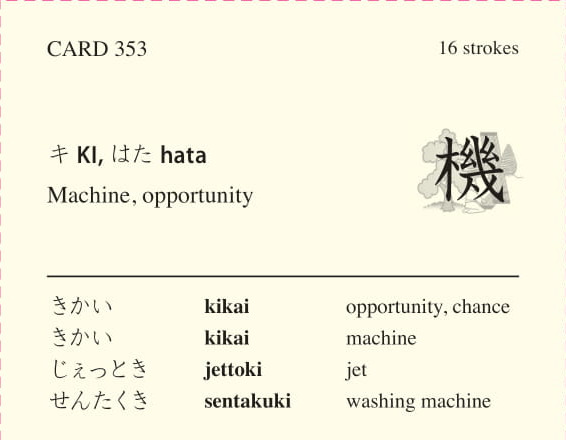 CARD 353 16 strokes
キ KI, はた hata
機
Machine, opportunity
きかい kikai opportunity, chance
きかい kikai machine
じぇっとき jettoki jet
せんたくき sentakuki washing machine